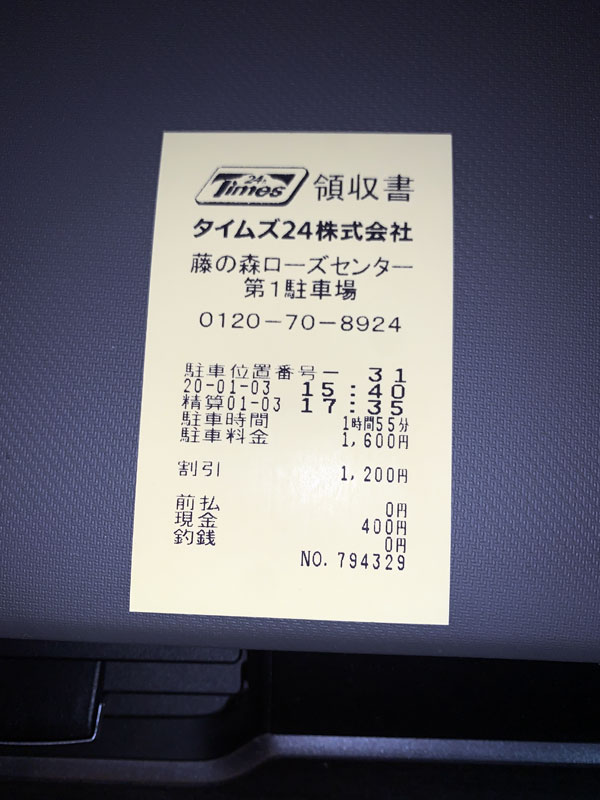 24h Times 領収書
タイムズ24株式会社
藤の森ローズセンター
第1駐車場
0120-70-8924
駐車位置番号ー 31
20-01-03 15:40
精算01-03 17:35
駐車時間 1時間55分
駐車料金 1,600円
割引 1,200円
前払 0円
現金 400円
釣銭 0円
NO.794329